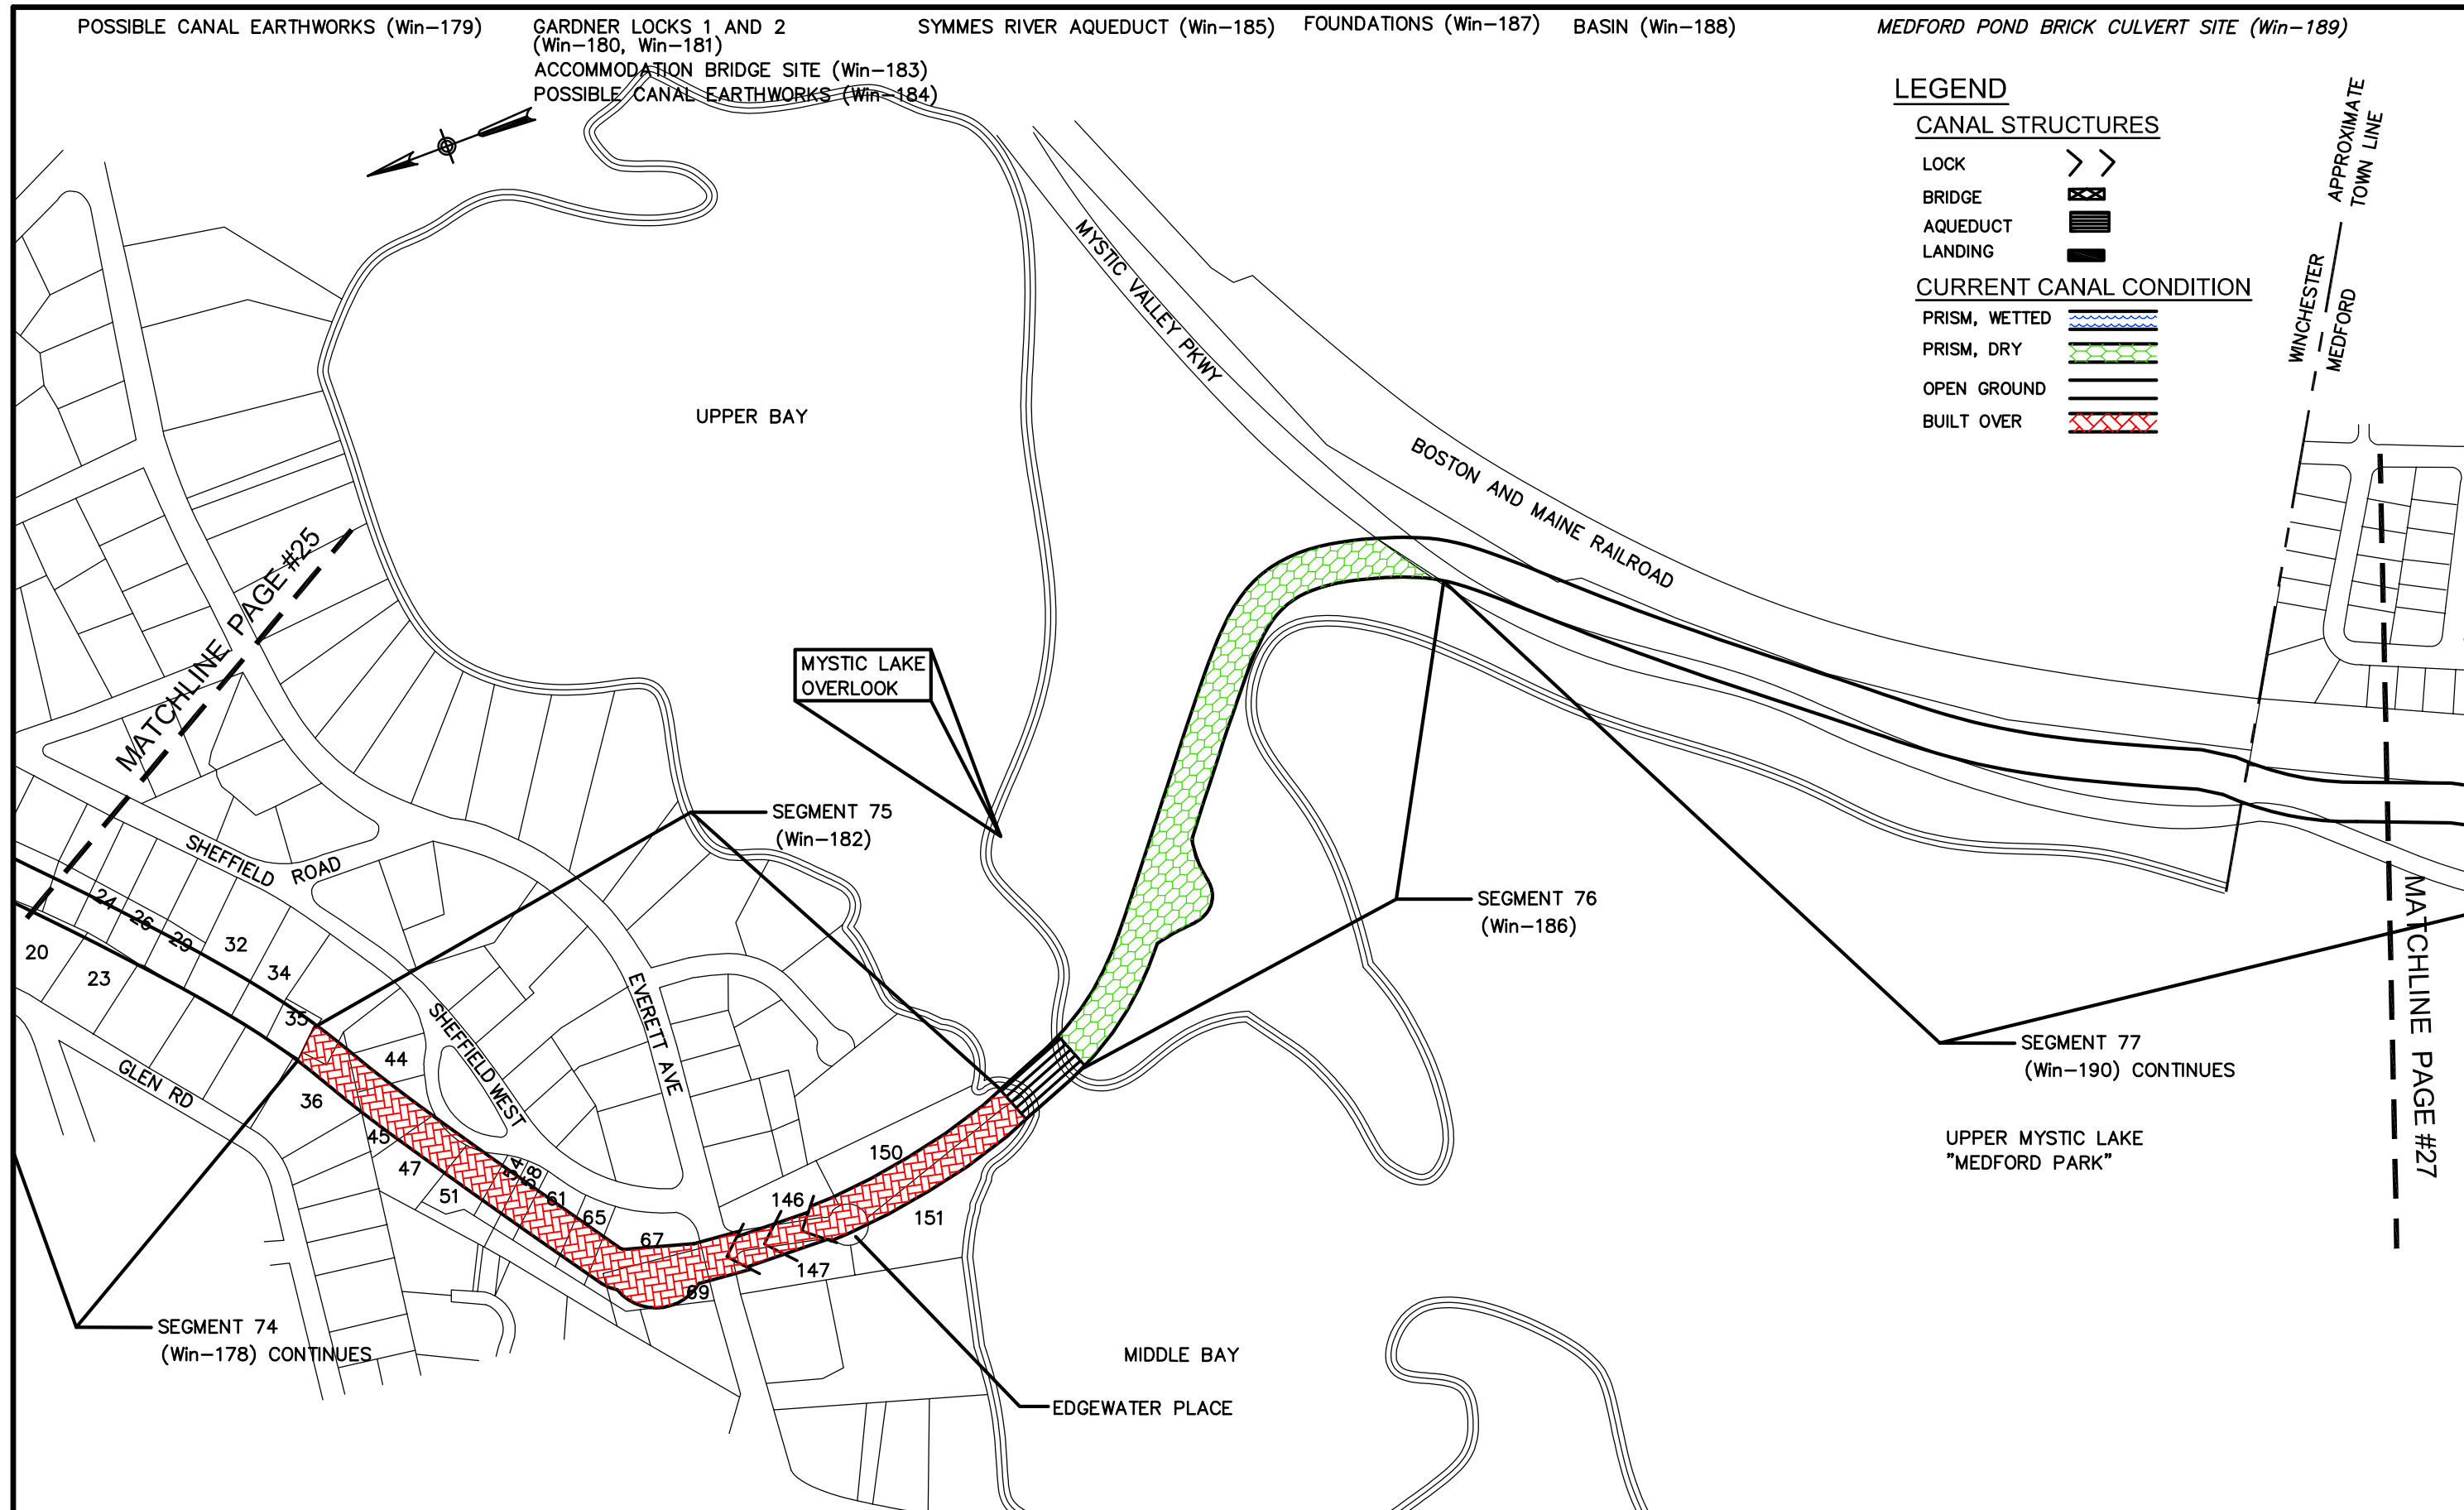 POSSIBLE CANAL EARTHWORKS (Win-179)
GARDNER LOCKS 1 AND 2
(Win-180, Win-181)
ACCOMMODATION BRIDGE SITE (Win-183)
POSSIBLE CANAL EARTHWORKS (Win-184)
SYMMES RIVER AQUEDUCT (Win-185)
FOUNDATIONS (Win-187)
BASIN (Win-188)
MEDFORD POND BRICK CULVERT SITE (Win-189)
LEGEND
CANAL STRUCTURES
LOCK
BRIDGE
AQUEDUCT
LANDING
CURRENT CANAL CONDITION
PRISM, WETTED
PRISM, DRY
OPEN GROUND
BUILT OVER
APPROXIMATE
TOWN LINE
WINCHESTER
MEDFORD
MYSTIC VALLEY PKWY
UPPER BAY
BOSTON AND MAINE RAILROAD
MATCHLINE PAGE #25
MYSTIC LAKE
OVERLOOK
SEGMENT 75
(Win-182)
SHEFFIELD ROAD
SEGMENT 76
(Win-186)
24
26
29
32
34
20
23
35
EVERETT AVE
SHEFFIELD WEST
MATCHLINE PAGE #27
SEGMENT 77
(Win-190) CONTINUES
GLEN RD
44
36
45
47
51
54
58
61
65
67
69
146
147
150
151
UPPER MYSTIC LAKE
"MEDFORD PARK"
SEGMENT 74
(Win-178) CONTINUES
MIDDLE BAY
EDGEWATER PLACE